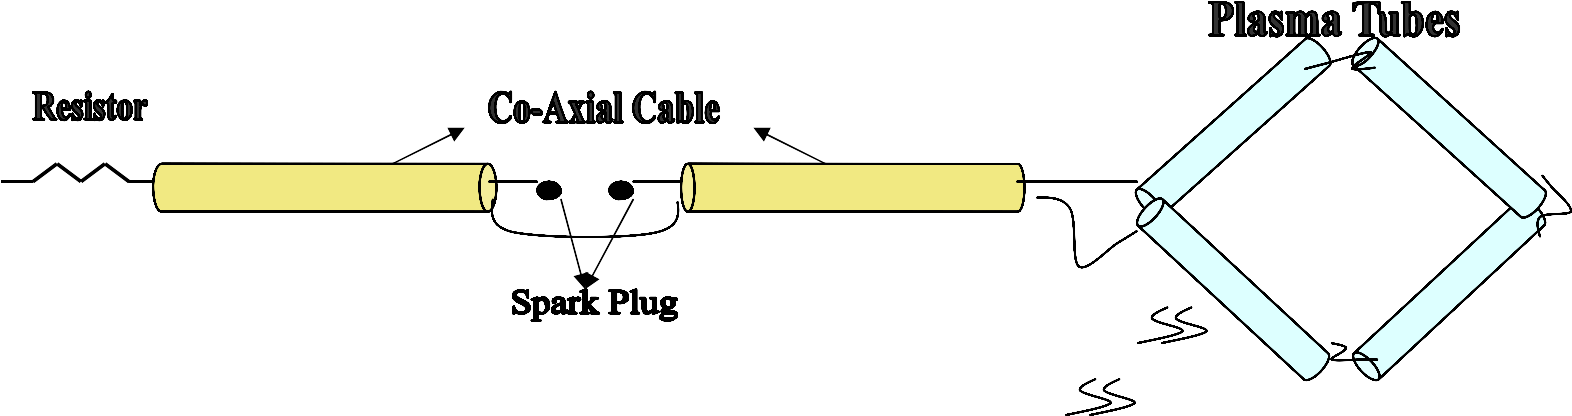 Plasma Tubes
Resistor
Co-Axial Cable
Spark Plug